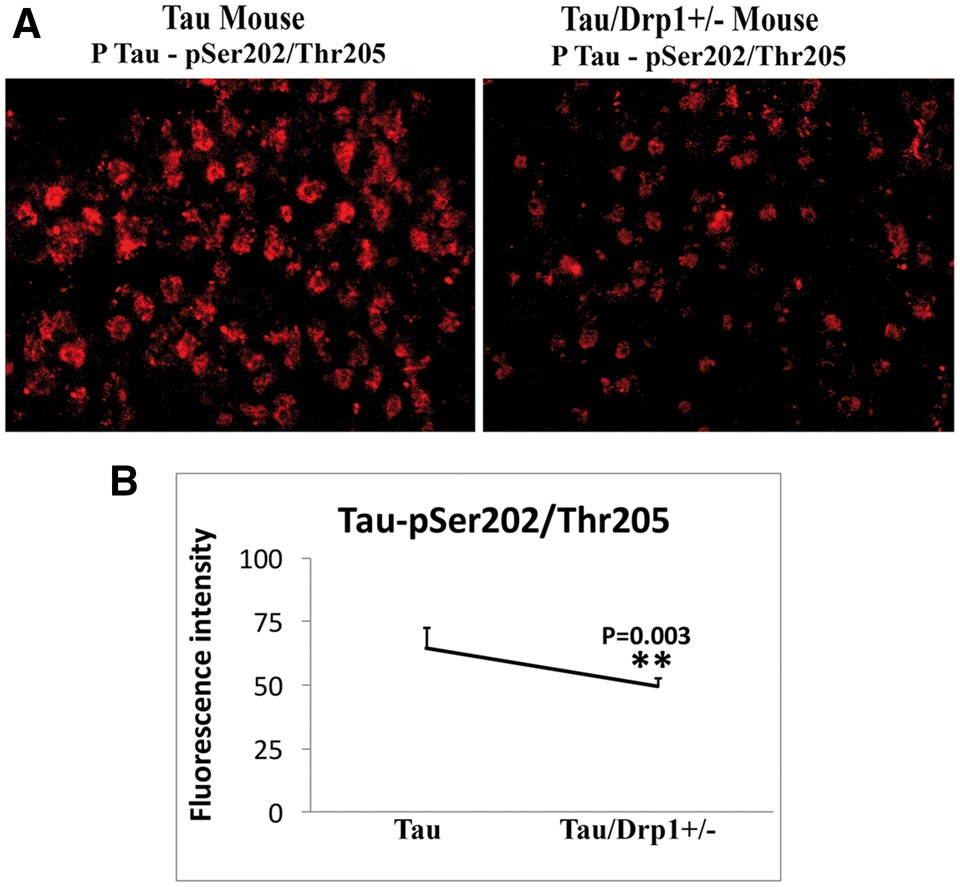 A
Tau Mouse
P Tau - pSer202/Thr205
Tau/Drp1+/- Mouse
P Tau - pSer202/Thr205
B
Tau-pSer202/Thr205
Fluorescence intensity
100
75
50
25
0
P=0.003
**
Tau
Tau/Drp1+/-